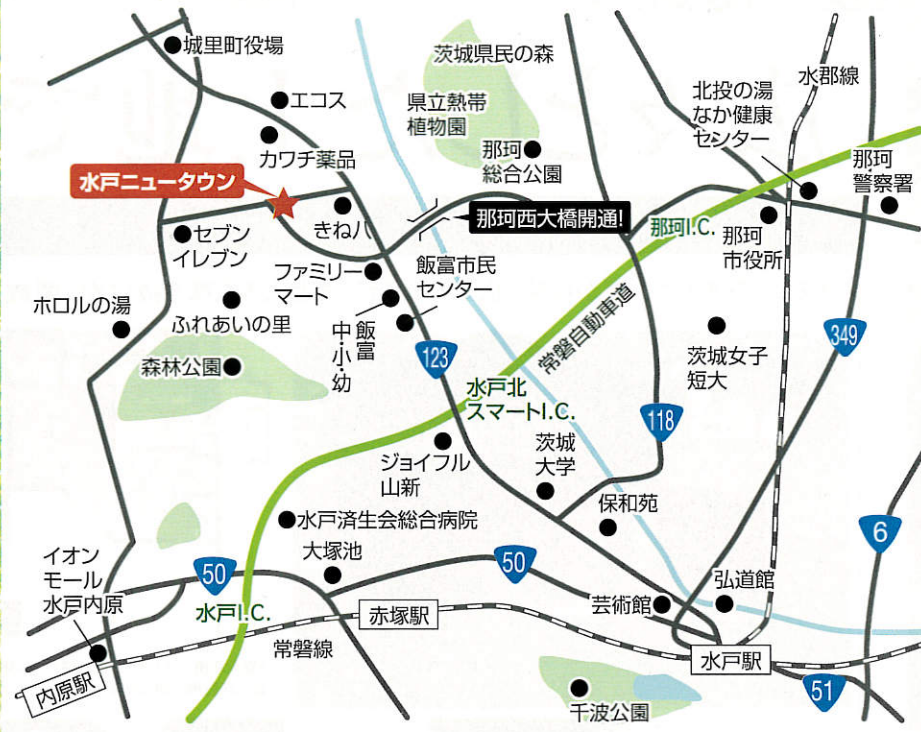 城里町役場
茨城県民の森
水郡線
北投の湯
なか健康
センター
エコス
県立熱帯
植物園
カワチ薬品
那珂
総合公園
那珂
警察署
水戸ニュータウン
きね八
那珂西大橋開通!
那珂I.C.
那珂
市役所
セブン
イレブン
ファミリー
マート
飯富市民
センター
ホロルの湯
ふれあいの里
飯富
中・小・幼
常磐自動車道
茨城女子
短大
349
森林公園
123
水戸北
スマートI.C.
118
ジョイフル
山新
茨城
大学
保和苑
水戸済生会総合病院
6
大塚池
イオン
モール
水戸内原
50
50
水戸I.C.
赤塚駅
芸術館
弘道館
常磐線
水戸駅
内原駅
51
千波公園